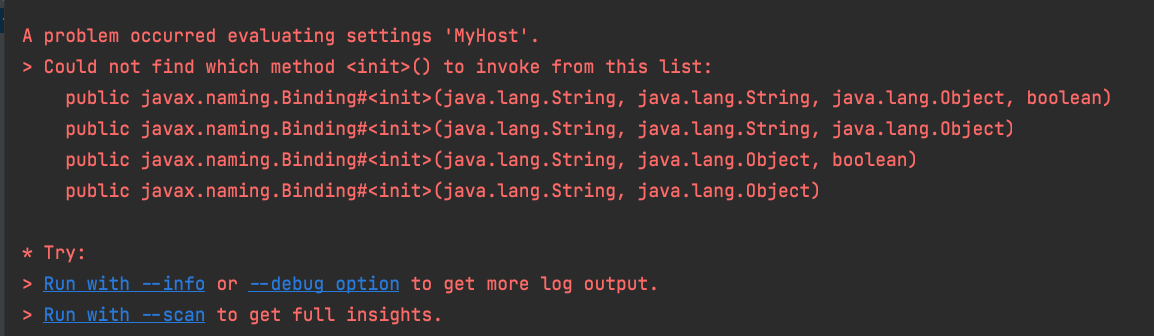 A problem occurred evaluating settings 'MyHost'.
> Could not find which method <init>() to invoke from this list:
public javax.naming.Binding#<init>(java.lang.String, java.lang.String, java.lang.Object, boolean)
public javax.naming.Binding#<init>(java.lang.String, java.lang.String, java.lang.Object)
public javax.naming.Binding#<init>(java.lang.String, java.lang.Object, boolean)
public javax.naming.Binding#<init>(java.lang.String, java.lang.Object)
* Try:
> Run with --info or --debug option to get more log output.
> Run with --scan to get full insights.